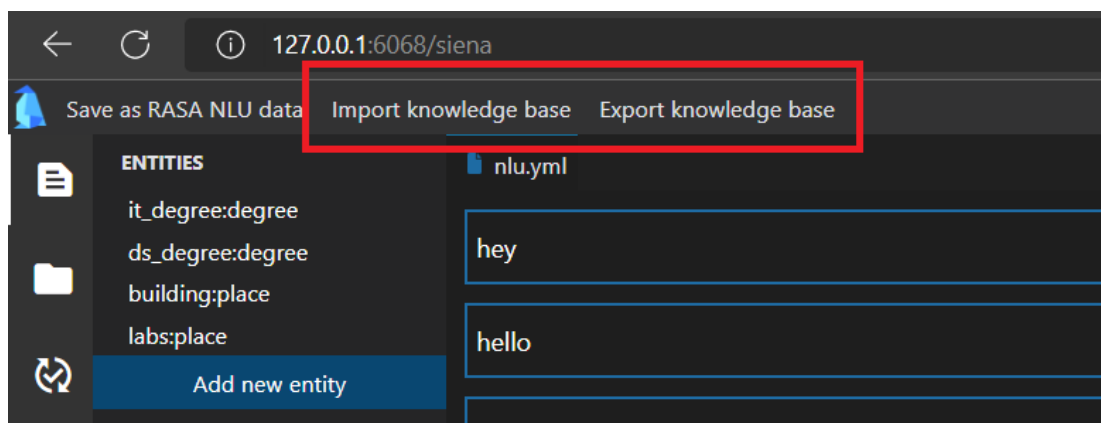 127.0.0.1:6068/siena
Save as RASA NLU data Import knowledge base Export knowledge base
ENTITIES
it_degree:degree
ds_degree:degree
building:place
labs:place
Add new entity
nlu.yml
hey
hello